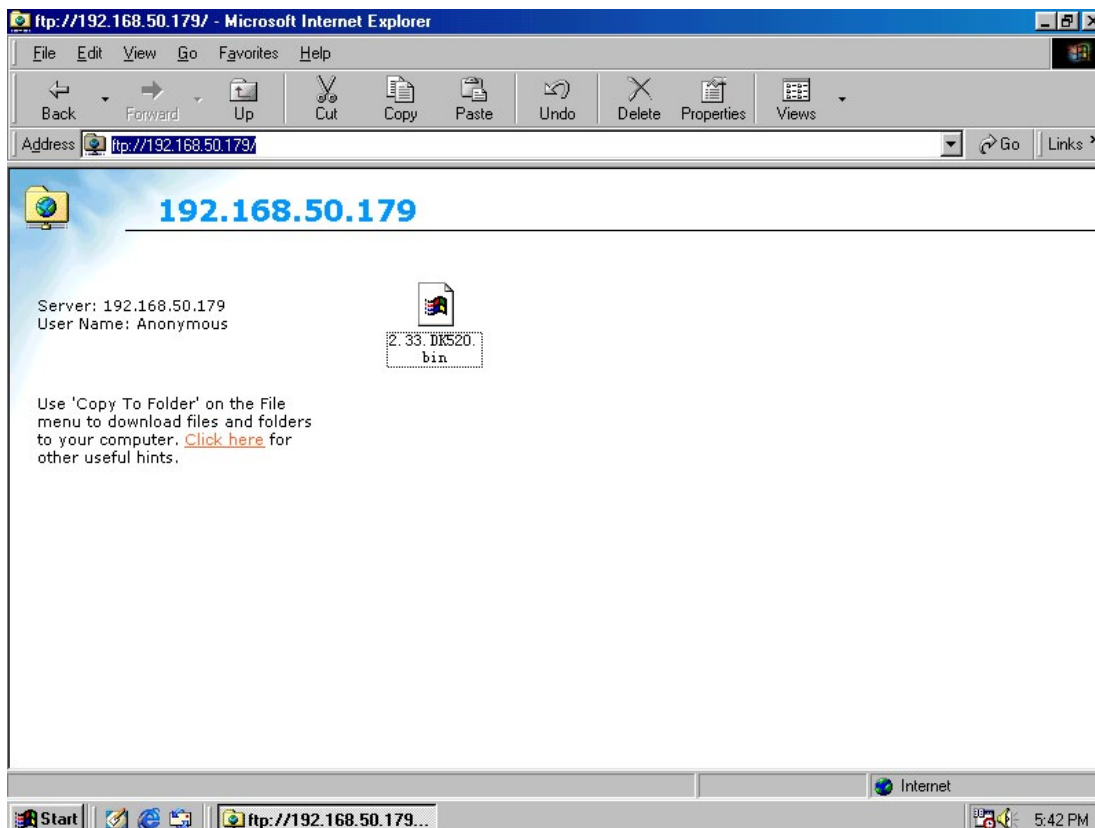 ftp://192.168.50.179/ - Microsoft Internet Explorer
File Edit View Go Favorites Help
Back Forward Up Cut Copy Paste Undo Delete Properties Views
Address ftp://192.168.50.179/ Go Links
192.168.50.179
Server: 192.168.50.179
User Name: Anonymous
2.33.DK520.
bin
Use 'Copy To Folder' on the File
menu to download files and folders
to your computer. Click here for
other useful hints.
Internet
Start ftp://192.168.50.179... 5:42 PM